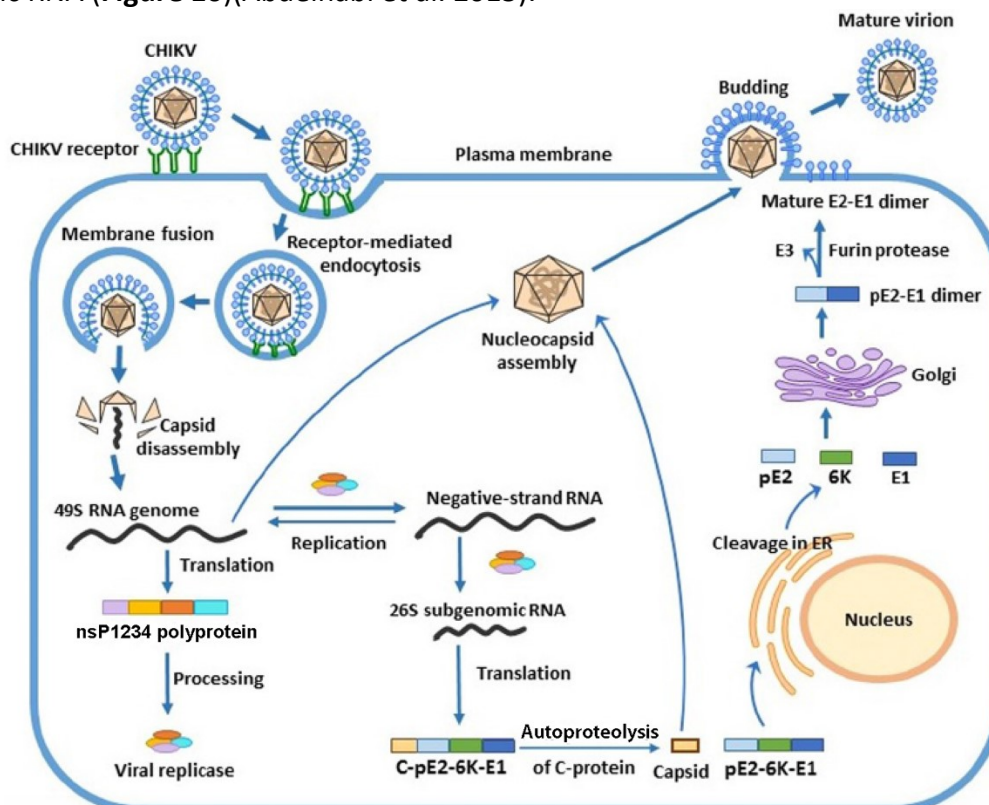 Mature virion
CHIKV
Budding
CHIKV receptor
Plasma membrane
Mature E2-E1 dimer
Membrane fusion
Receptor-mediated
endocytosis
E3
Furin protease
pE2-E1 dimer
Nucleocapsid
assembly
Golgi
Capsid
disassembly
pE2
6K
E1
49S RNA genome
Negative-strand RNA
Replication
Cleavage in ER
Translation
26S subgenomic RNA
Nucleus
nsP1234 polyprotein
Processing
Translation
Autoproteolysis
of C-protein
Viral replicase
C-pE2-6K-E1
Capsid
pE2-6K-E1